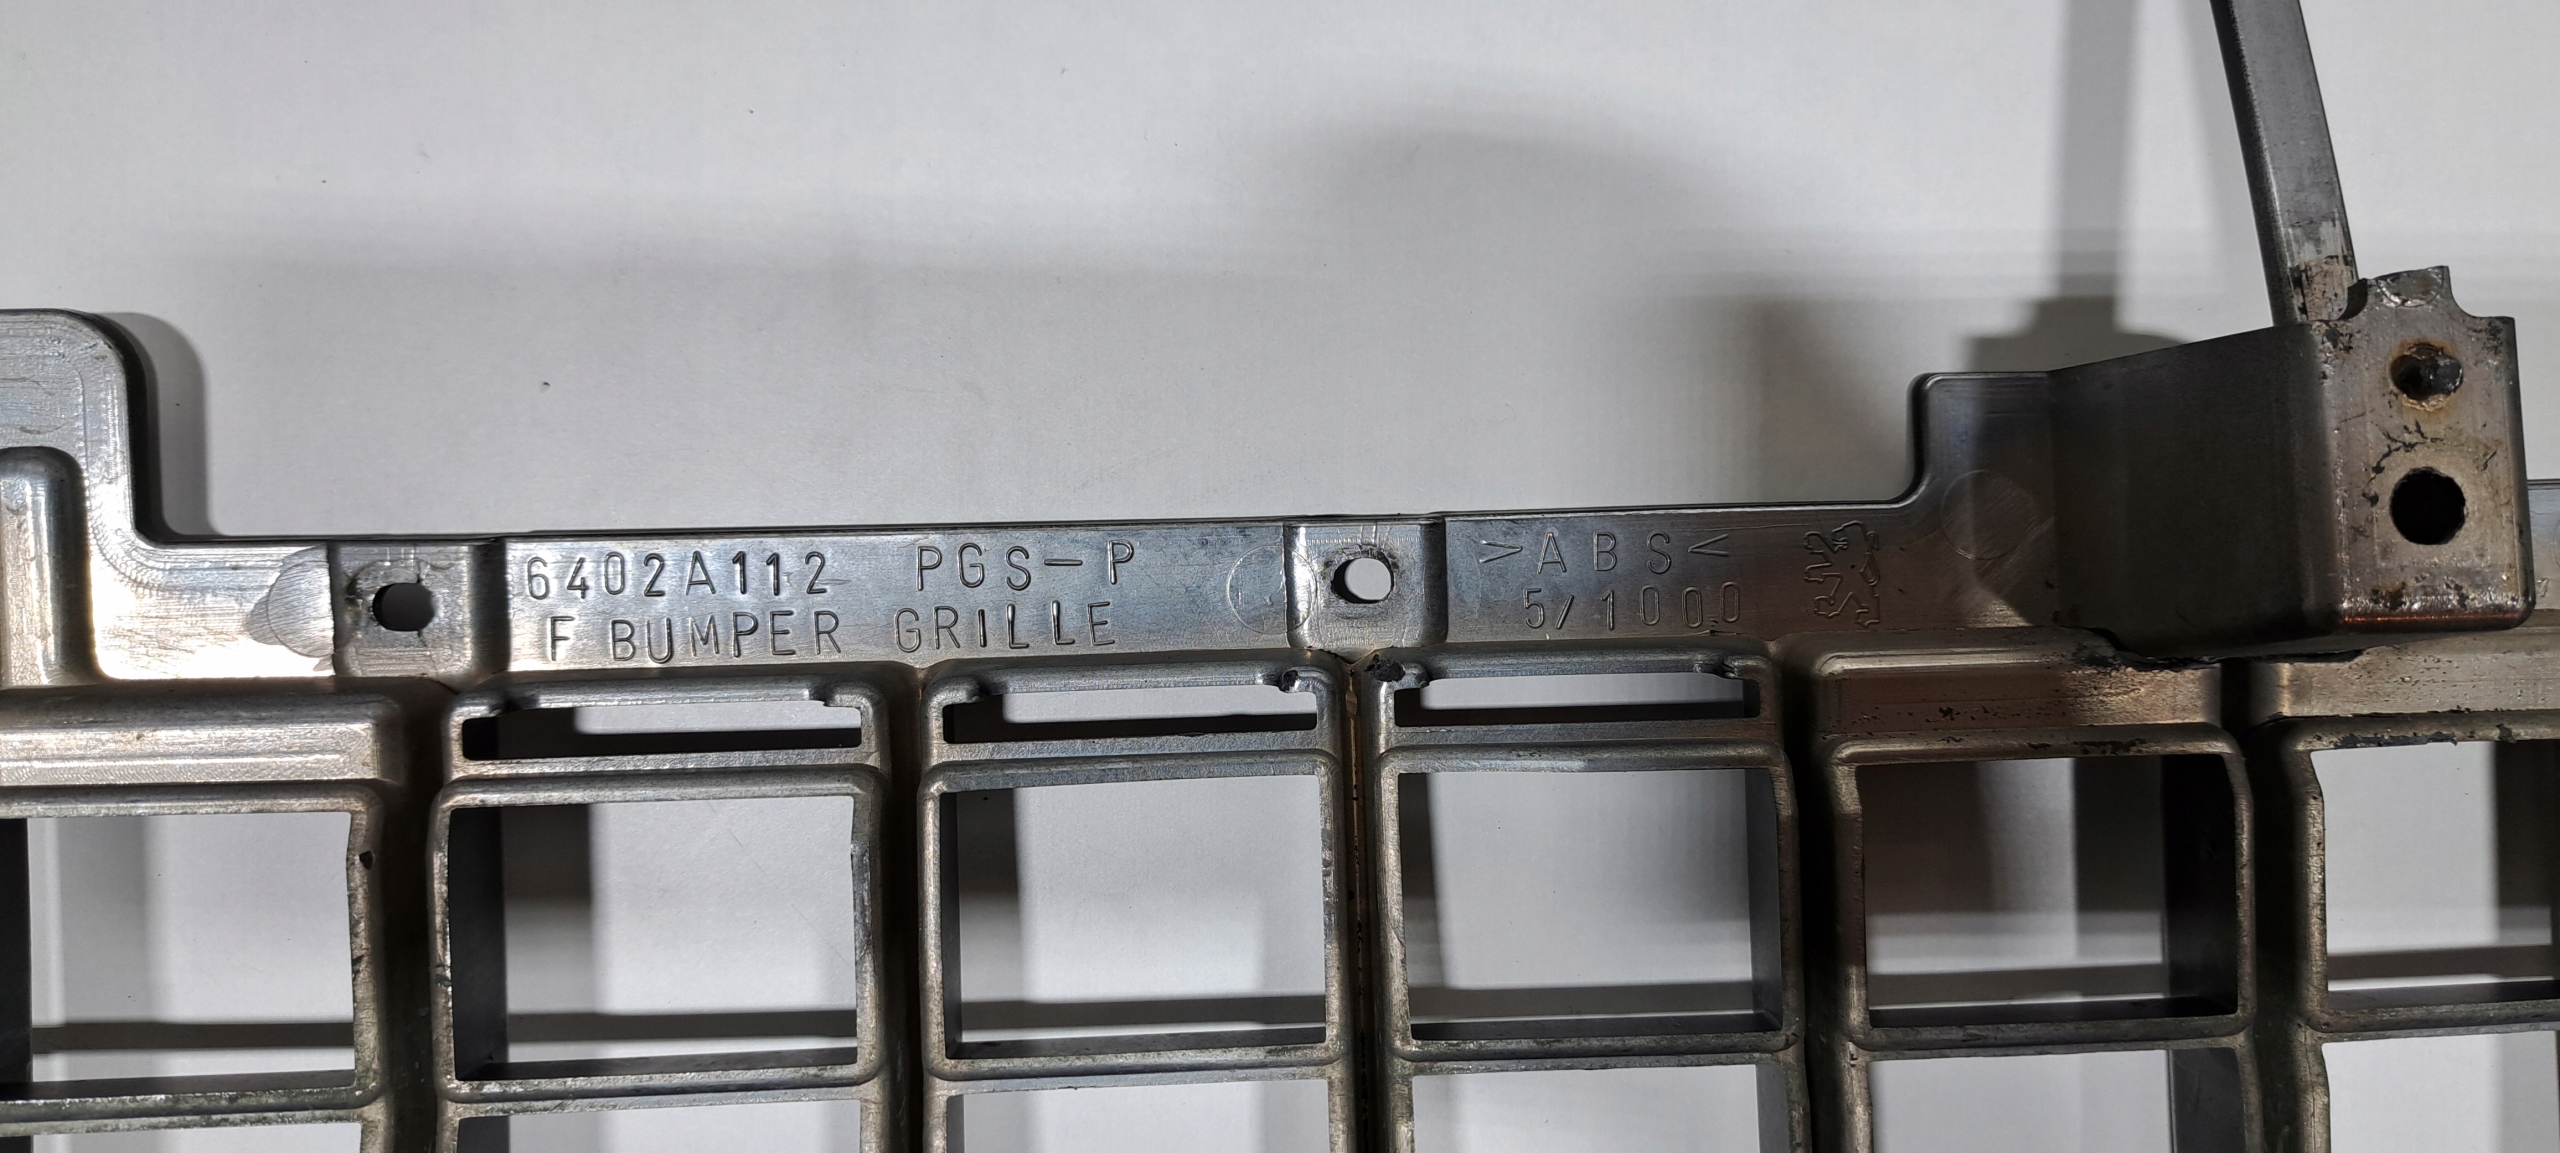 6402A112 PGS-P
F BUMPER GRILLE
>ABS<
5/1000